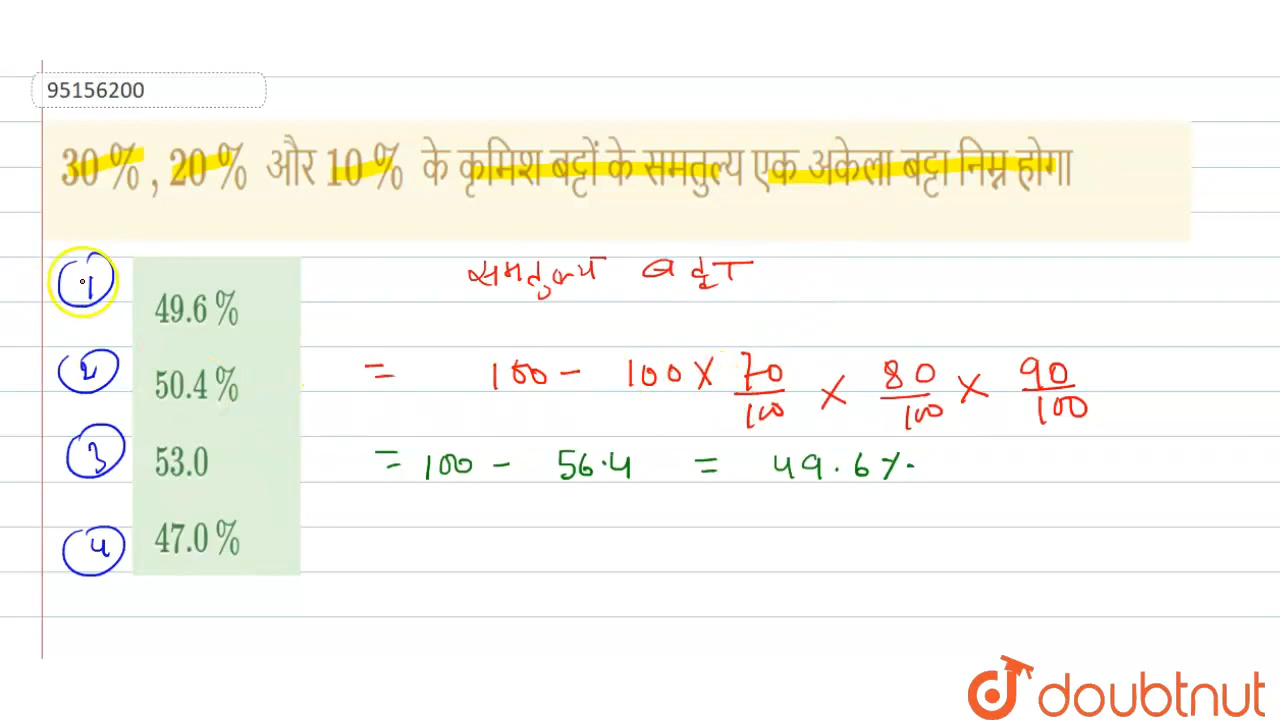 95156200
30%, 20% और 10% के कृमिश बट्टों के समतुल्य एक अकेला बट्टा निम्न होगा
1 49.6%
समतुल्य बट्टा
2 50.4%
= 100 - 100 X 70/100 X 80/100 X 90/100
3 53.0
= 100 - 56.4 = 49.6%
4 47.0%
doubtnut